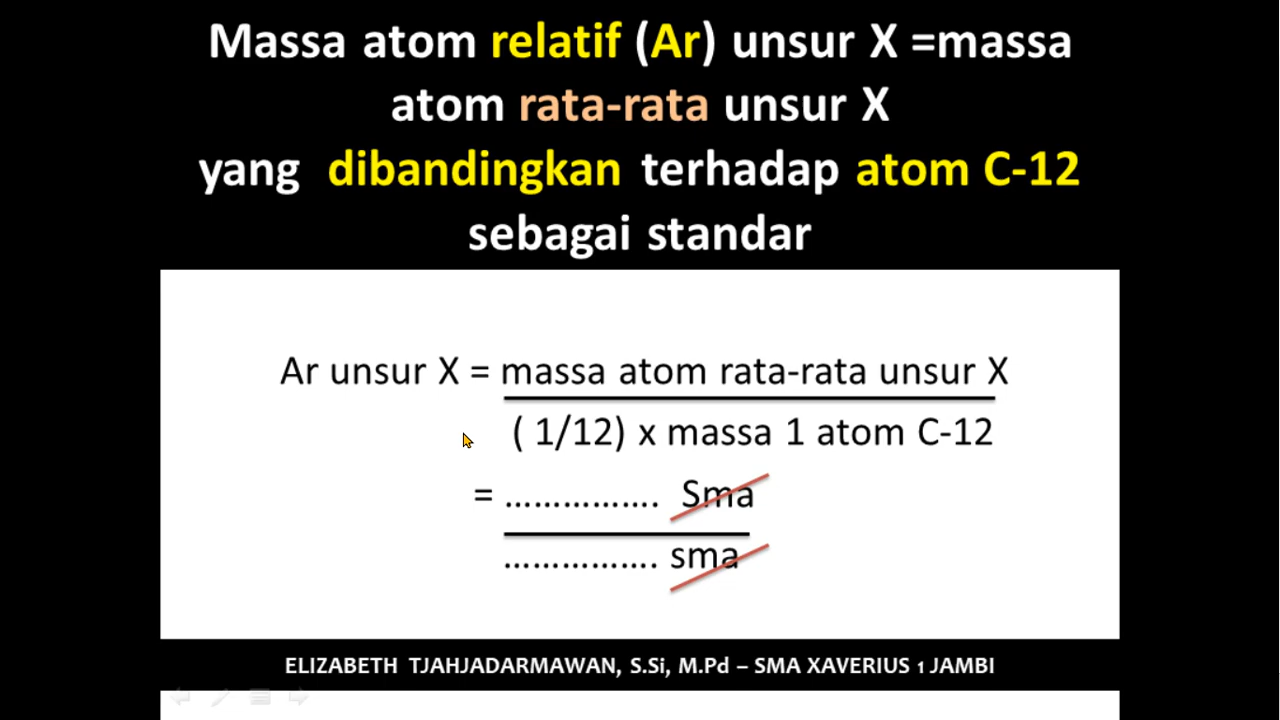 Massa atom relatif (Ar) unsur X =massa
atom rata-rata unsur X
yang dibandingkan terhadap atom C-12
sebagai standar
Ar unsur X = massa atom rata-rata unsur X
( 1/12) x massa 1 atom C-12
= ................ Sma
................ sma
ELIZABETH TJAHJADARMAWAN, S.Si, M.Pd – SMA XAVERIUS 1 JAMBI